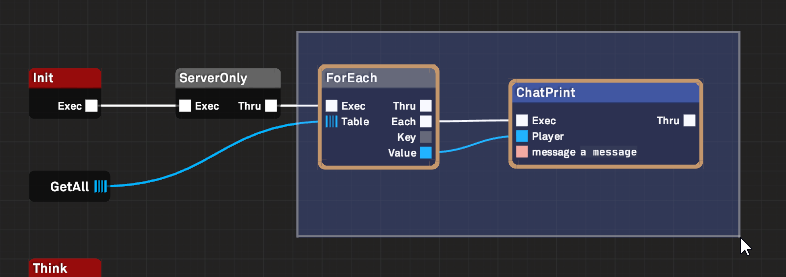 Init
Exec
ServerOnly
Exec Thru
ForEach
Exec Thru
Table Each
Key
Value
ChatPrint
Exec Thru
Player
message a message
GetAll
Think